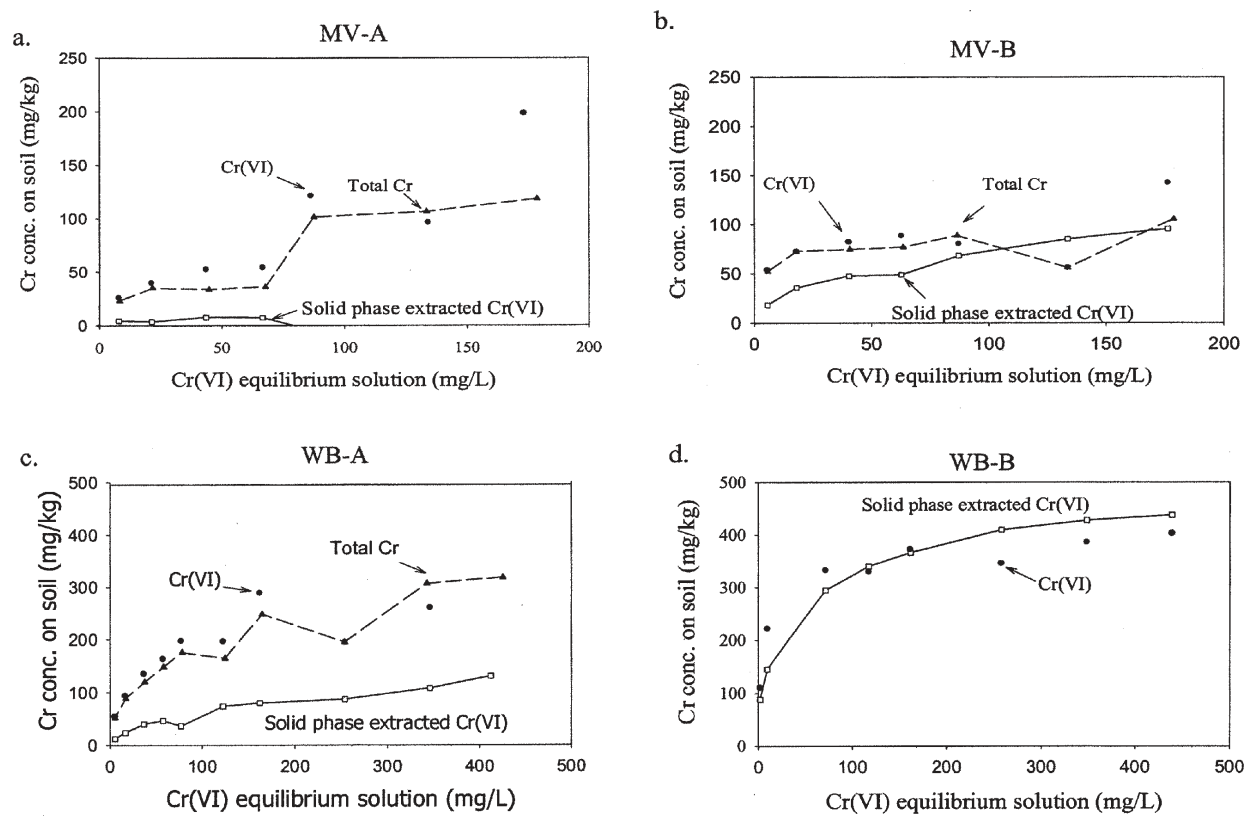 a.
MV-A
Cr conc. on soil (mg/kg)
250
200
150
100
50
0
Cr(VI)
Total Cr
Solid phase extracted Cr(VI)
0 50 100 150 200
Cr(VI) equilibrium solution (mg/L)
b.
MV-B
Cr conc. on soil (mg/kg)
250
200
150
100
50
0
Cr(VI)
Total Cr
Solid phase extracted Cr(VI)
0 50 100 150 200
Cr(VI) equilibrium solution (mg/L)
c.
WB-A
Cr conc. on soil (mg/kg)
500
400
300
200
100
0
Total Cr
Cr(VI)
Solid phase extracted Cr(VI)
0 100 200 300 400 500
Cr(VI) equilibrium solution (mg/L)
d.
WB-B
Cr conc. on soil (mg/kg)
500
400
300
200
100
0
Solid phase extracted Cr(VI)
Cr(VI)
0 100 200 300 400 500
Cr(VI) equilibrium solution (mg/L)